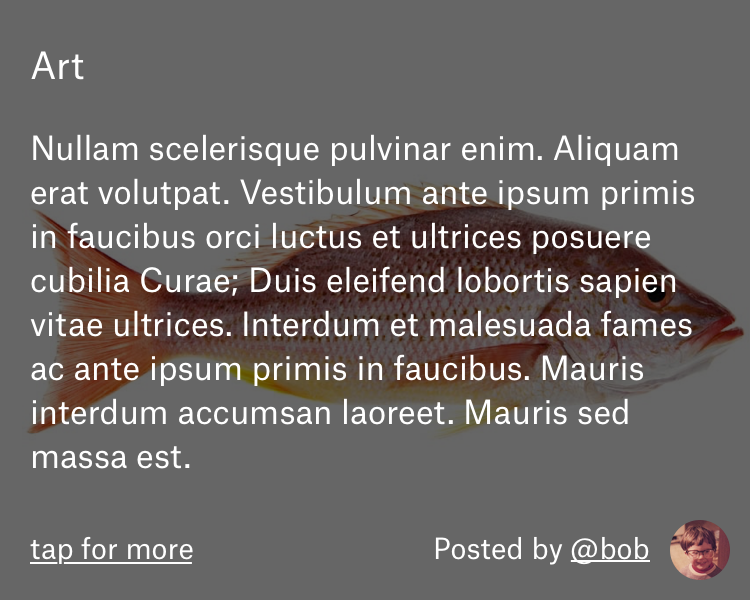 Art
Nullam scelerisque pulvinar enim. Aliquam
erat volutpat. Vestibulum ante ipsum primis
in faucibus orci luctus et ultrices posuere
cubilia Curae; Duis eleifend lobortis sapien
vitae ultrices. Interdum et malesuada fames
ac ante ipsum primis in faucibus. Mauris
interdum accumsan laoreet. Mauris sed
massa est.
tap for more
Posted by @bob